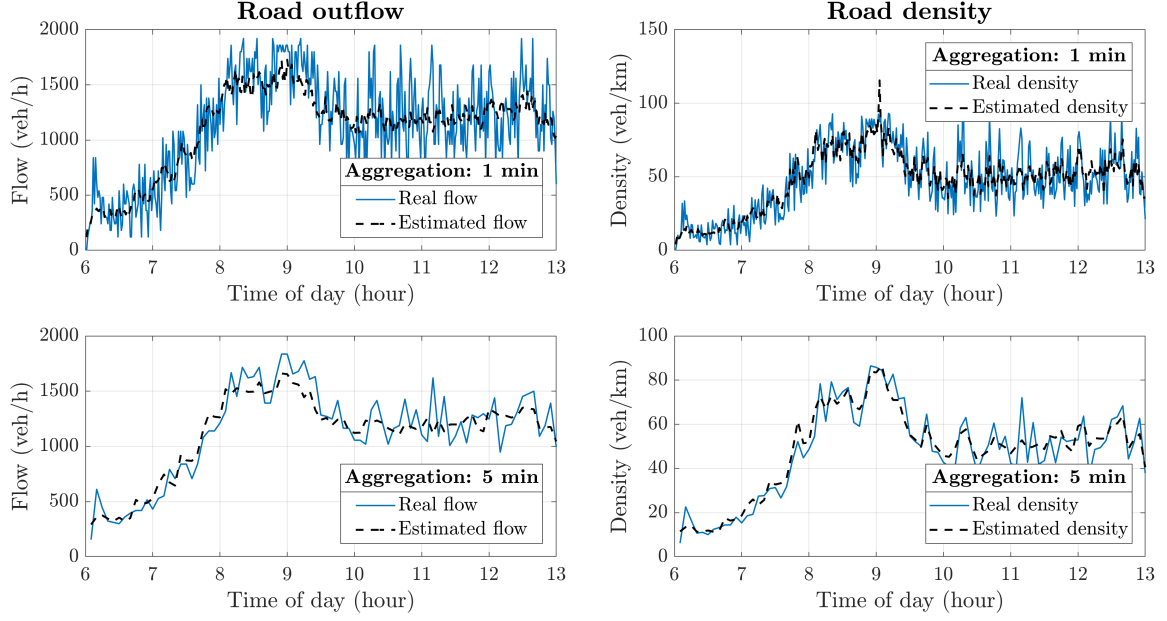 Road outflow
Flow (veh/h)
2000
1500
1000
500
0
Aggregation: 1 min
Real flow
Estimated flow
6 7 8 9 10 11 12 13
Time of day (hour)
Road density
Density (veh/km)
150
100
50
0
Aggregation: 1 min
Real density
Estimated density
6 7 8 9 10 11 12 13
Time of day (hour)
Flow (veh/h)
2000
1500
1000
500
0
Aggregation: 5 min
Real flow
Estimated flow
6 7 8 9 10 11 12 13
Time of day (hour)
Density (veh/km)
100
80
60
40
20
0
Aggregation: 5 min
Real density
Estimated density
6 7 8 9 10 11 12 13
Time of day (hour)